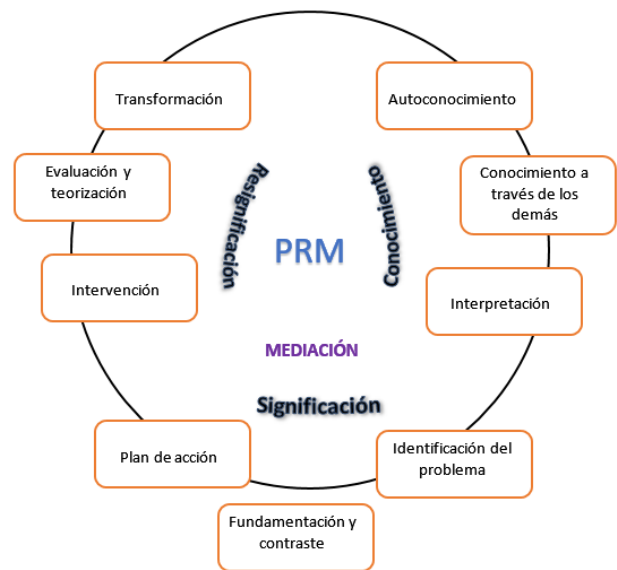 Transformación
Autoconocimiento
Evaluación y
teorización
Conocimiento a
través de los
demás
Resignificación
Conocimiento
PRM
Intervención
Interpretación
MEDIACIÓN
Significación
Plan de acción
Identificación del
problema
Fundamentación y
contraste